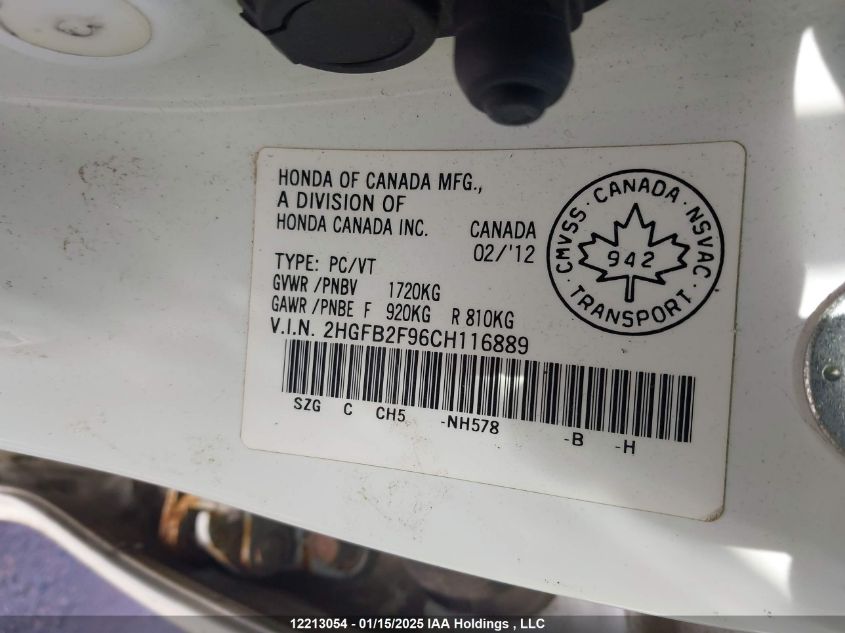 HONDA OF CANADA MFG.,
A DIVISION OF
HONDA CANADA INC. CANADA
02/'12
TYPE: PC/VT
GVWR /PNBV 1720KG
GAWR /PNBE F 920KG R 810KG
V.I.N. 2HGFB2F96CH116889
SZG C CH5 -NH578 -B -H
CMVSS · CANADA · NSVAC
942
· TRANSPORT ·
12213054 - 01/15/2025 IAA Holdings , LLC